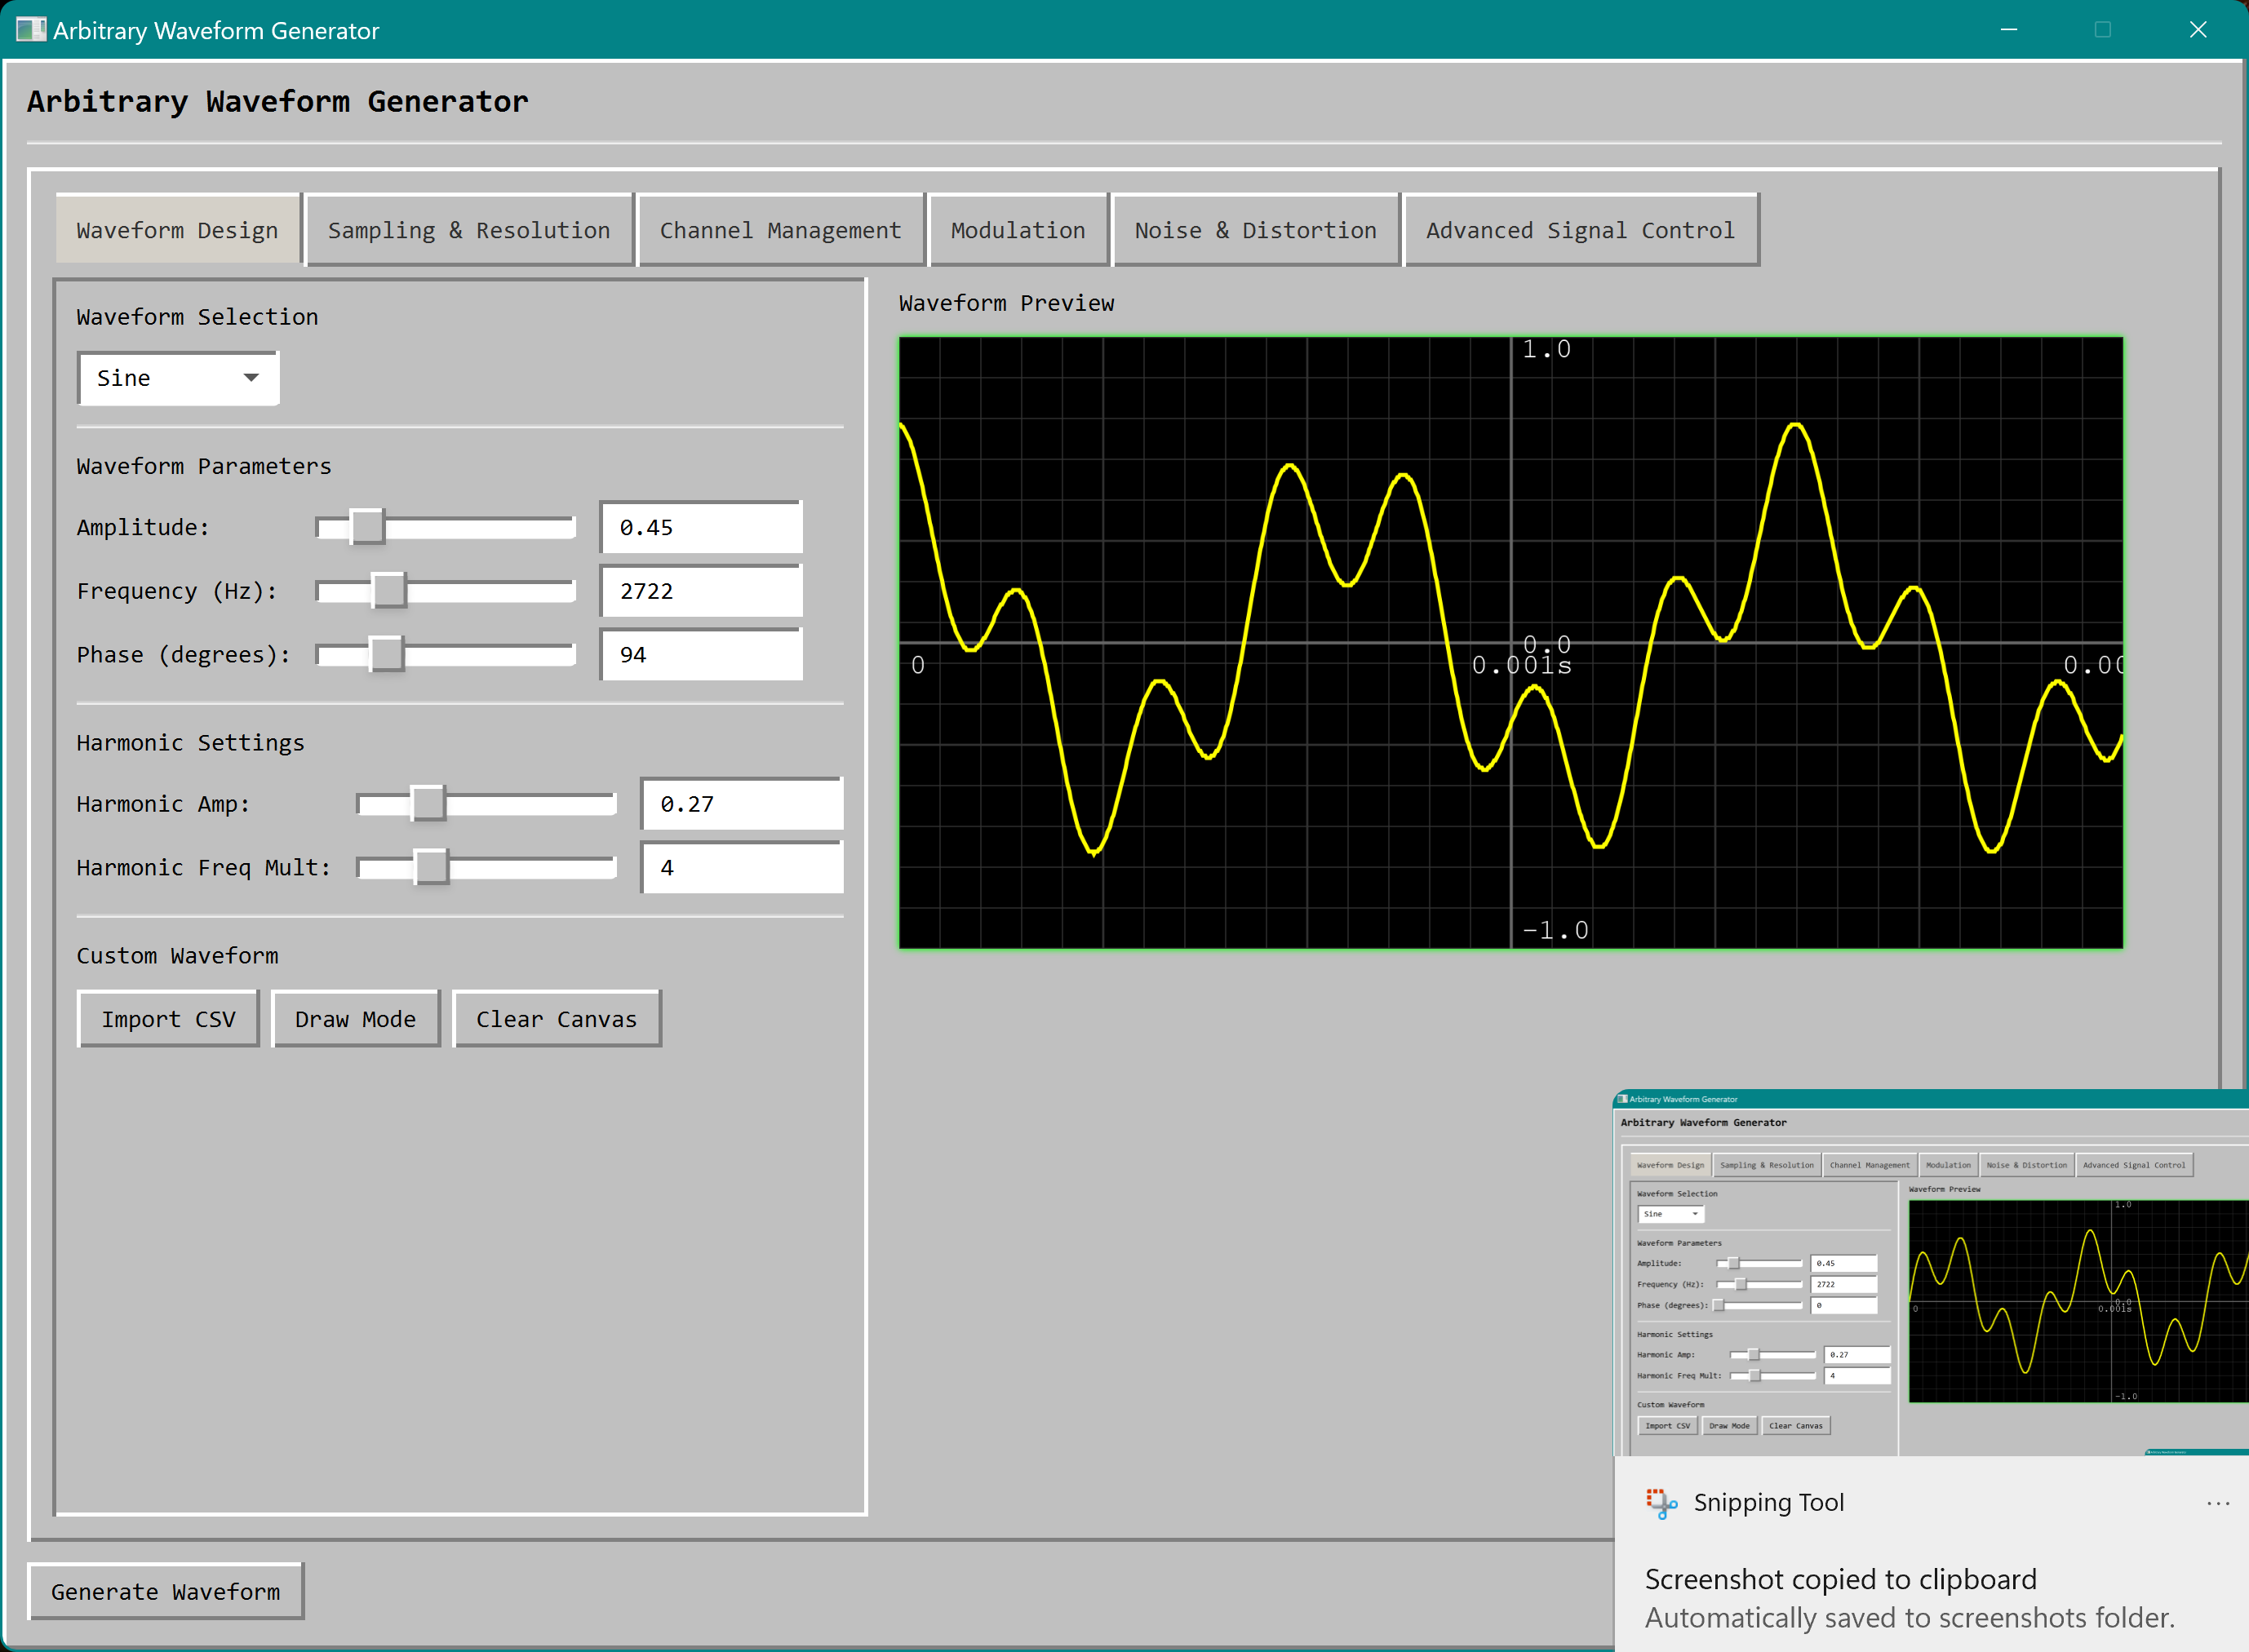 Arbitrary Waveform Generator
Arbitrary Waveform Generator
Waveform Design
Sampling & Resolution
Channel Management
Modulation
Noise & Distortion
Advanced Signal Control
Waveform Selection
Sine
Waveform Parameters
Amplitude: 0.45
Frequency (Hz): 2722
Phase (degrees): 94
Harmonic Settings
Harmonic Amp: 0.27
Harmonic Freq Mult: 4
Custom Waveform
Import CSV
Draw Mode
Clear Canvas
Waveform Preview
1.0
0.0
0
0.001s
0.00
-1.0
Generate Waveform
Arbitrary Waveform Generator
Arbitrary Waveform Generator
Waveform Design
Sampling & Resolution
Channel Management
Modulation
Noise & Distortion
Advanced Signal Control
Waveform Selection
Sine
Waveform Parameters
Amplitude: 0.45
Frequency (Hz): 2722
Phase (degrees): 0
Harmonic Settings
Harmonic Amp: 0.27
Harmonic Freq Mult: 4
Custom Waveform
Import CSV
Draw Mode
Clear Canvas
Waveform Preview
1.0
0.0
0
0.001s
-1.0
Snipping Tool
Screenshot copied to clipboard
Automatically saved to screenshots folder.